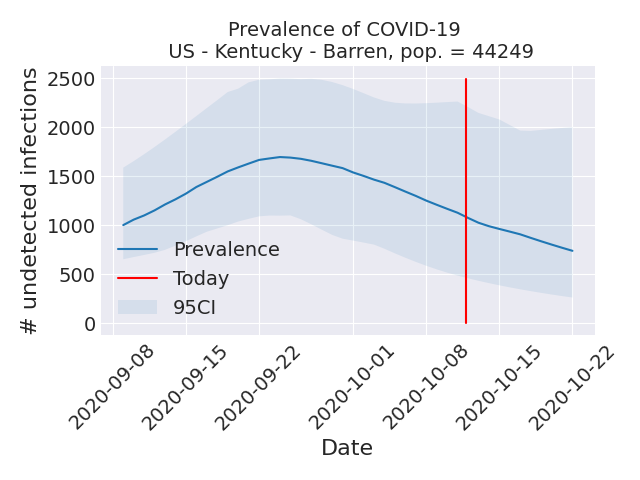 Prevalence of COVID-19
US - Kentucky - Barren, pop. = 44249
# undetected infections
2500
2000
1500
1000
500
0
Prevalence
Today
95CI
2020-09-08
2020-09-15
2020-09-22
2020-10-01
2020-10-08
2020-10-15
2020-10-22
Date